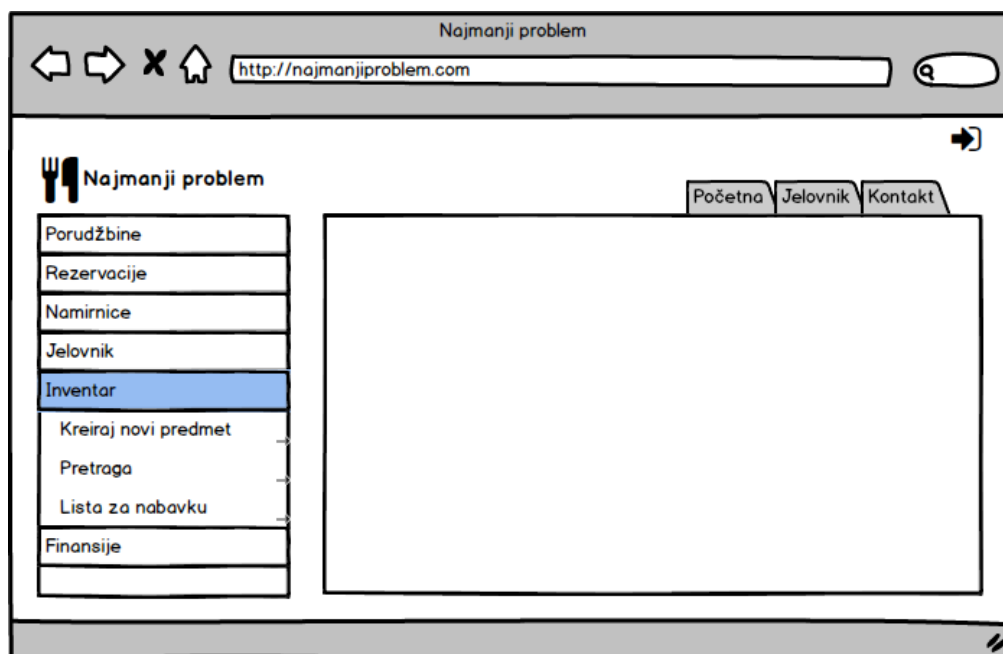 Najmanji problem
http://najmanjiproblem.com
Najmanji problem
Početna Jelovnik Kontakt
Porudžbine
Rezervacije
Namirnice
Jelovnik
Inventar
Kreiraj novi predmet
Pretraga
Lista za nabavku
Finansije